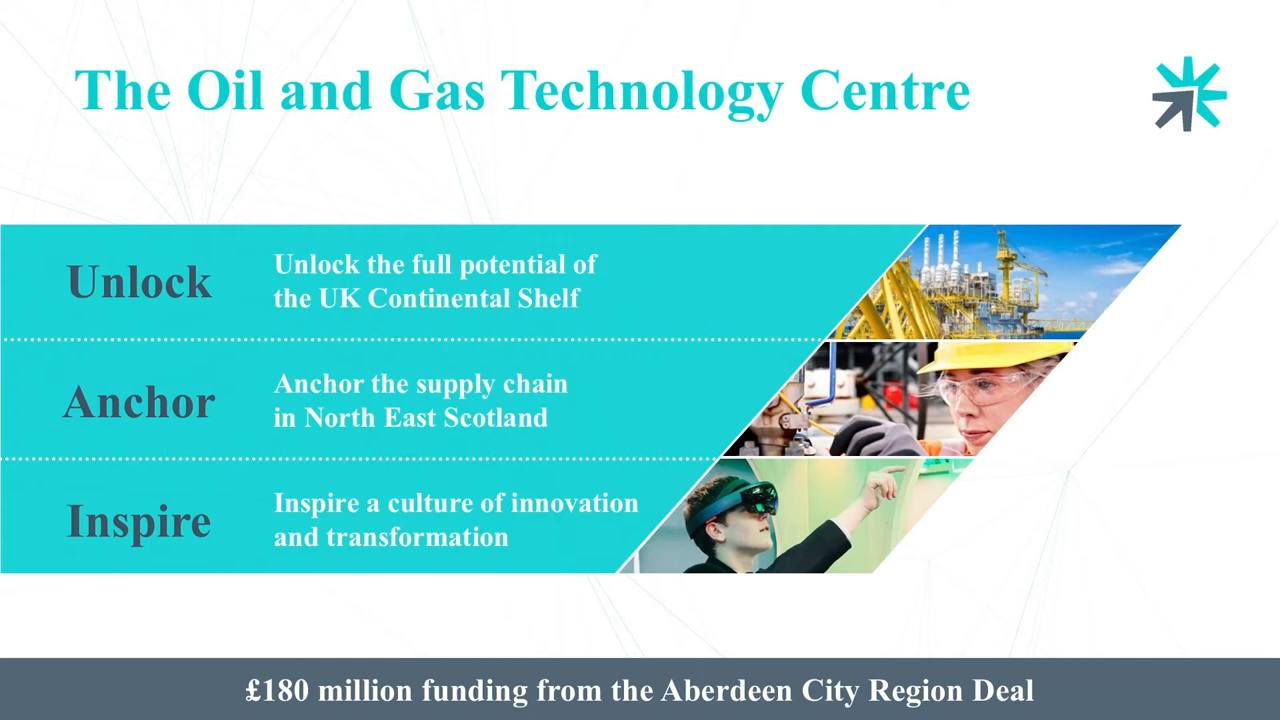 The Oil and Gas Technology Centre
Unlock
Unlock the full potential of
the UK Continental Shelf
Anchor
Anchor the supply chain
in North East Scotland
Inspire
Inspire a culture of innovation
and transformation
£180 million funding from the Aberdeen City Region Deal